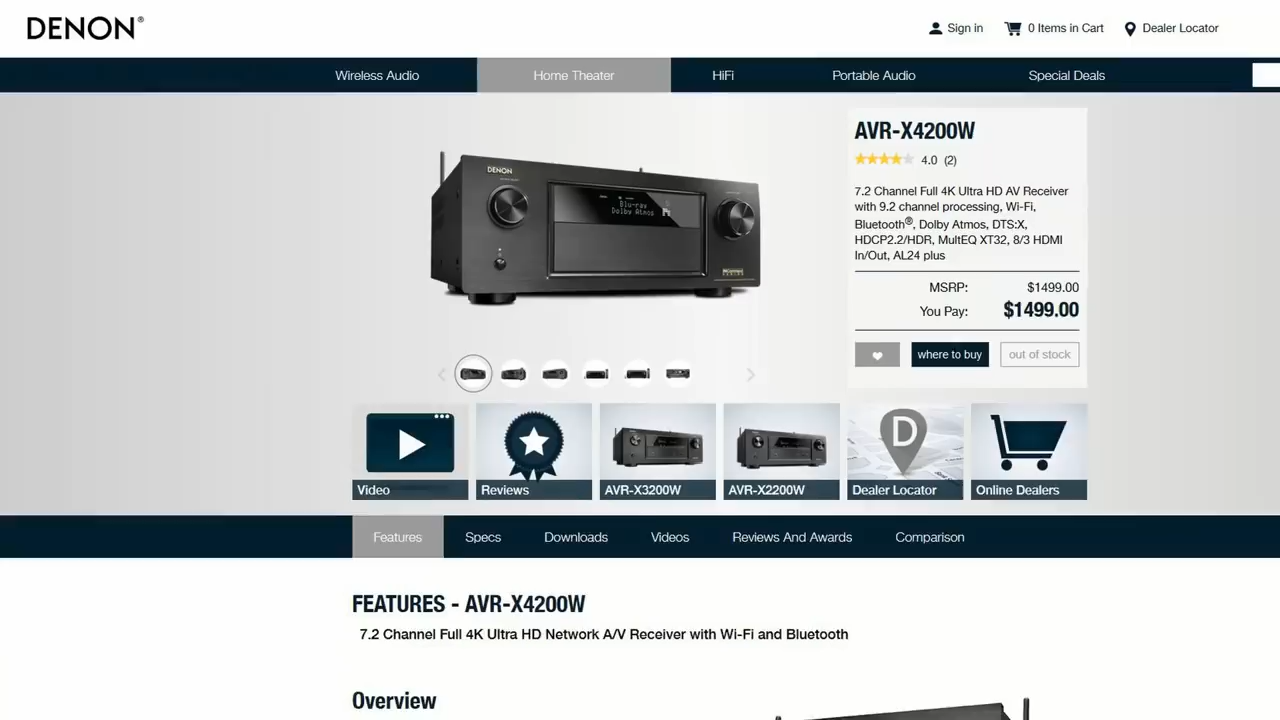 DENON®
Sign in
0 Items in Cart
Dealer Locator
Wireless Audio
Home Theater
HiFi
Portable Audio
Special Deals
AVR-X4200W
4.0 (2)
7.2 Channel Full 4K Ultra HD AV Receiver
with 9.2 channel processing, Wi-Fi,
Bluetooth®, Dolby Atmos, DTS:X,
HDCP2.2/HDR, MultEQ XT32, 8/3 HDMI
In/Out, AL24 plus
MSRP: $1499.00
You Pay: $1499.00
where to buy
out of stock
DENON
Blu-ray
Dolby Atmos
Video
Reviews
AVR-X3200W
AVR-X2200W
D
Dealer Locator
Online Dealers
Features
Specs
Downloads
Videos
Reviews And Awards
Comparison
FEATURES - AVR-X4200W
7.2 Channel Full 4K Ultra HD Network A/V Receiver with Wi-Fi and Bluetooth
Overview